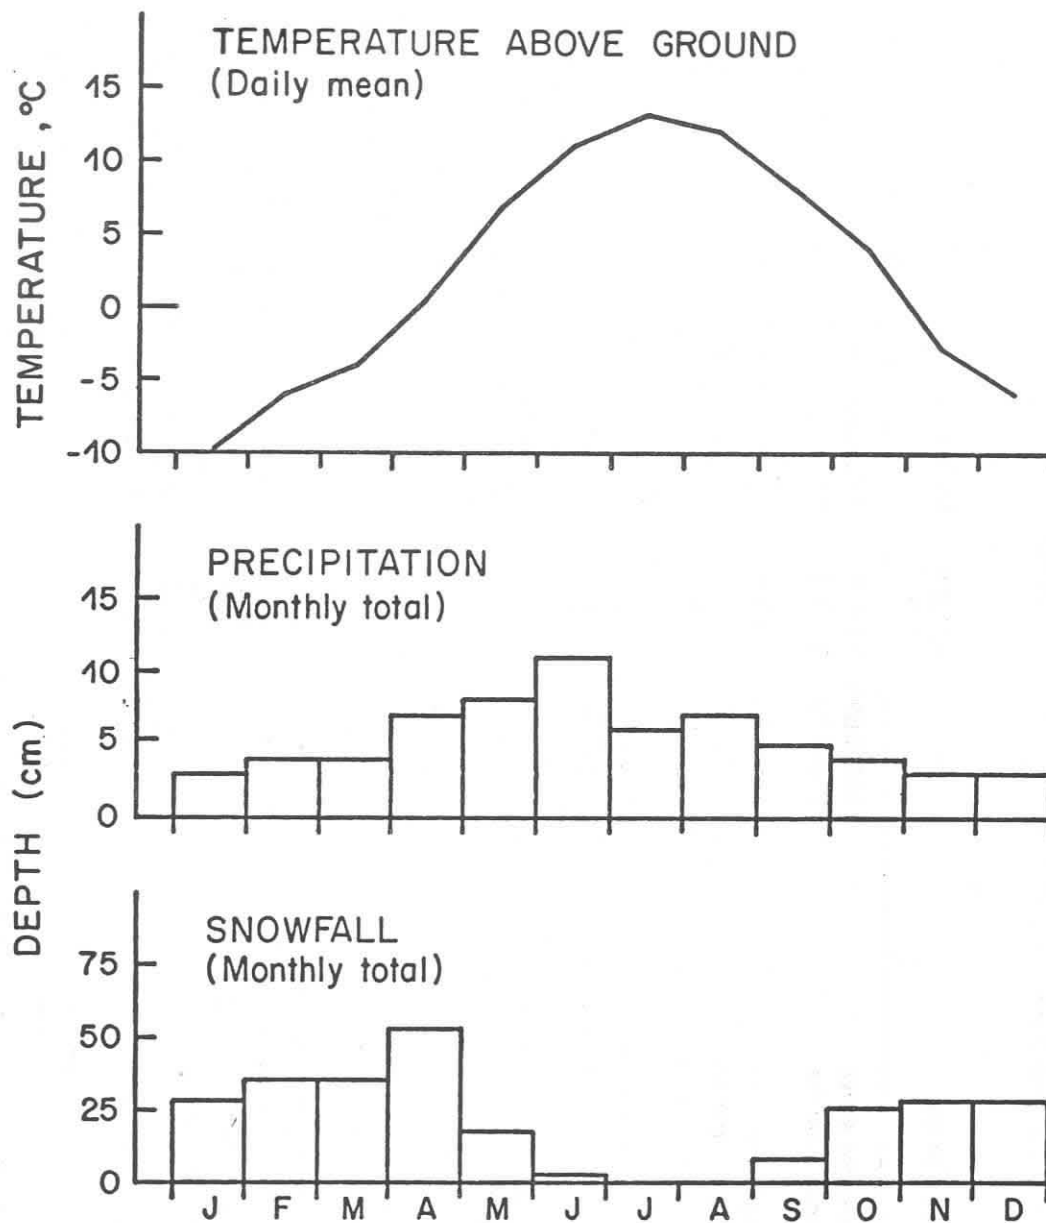 TEMPERATURE ABOVE GROUND
(Daily mean)
TEMPERATURE, °C
15
10
5
0
-5
-10
PRECIPITATION
(Monthly total)
15
10
5
0
DEPTH (cm)
SNOWFALL
(Monthly total)
75
50
25
0
J F M A M J J A S O N D